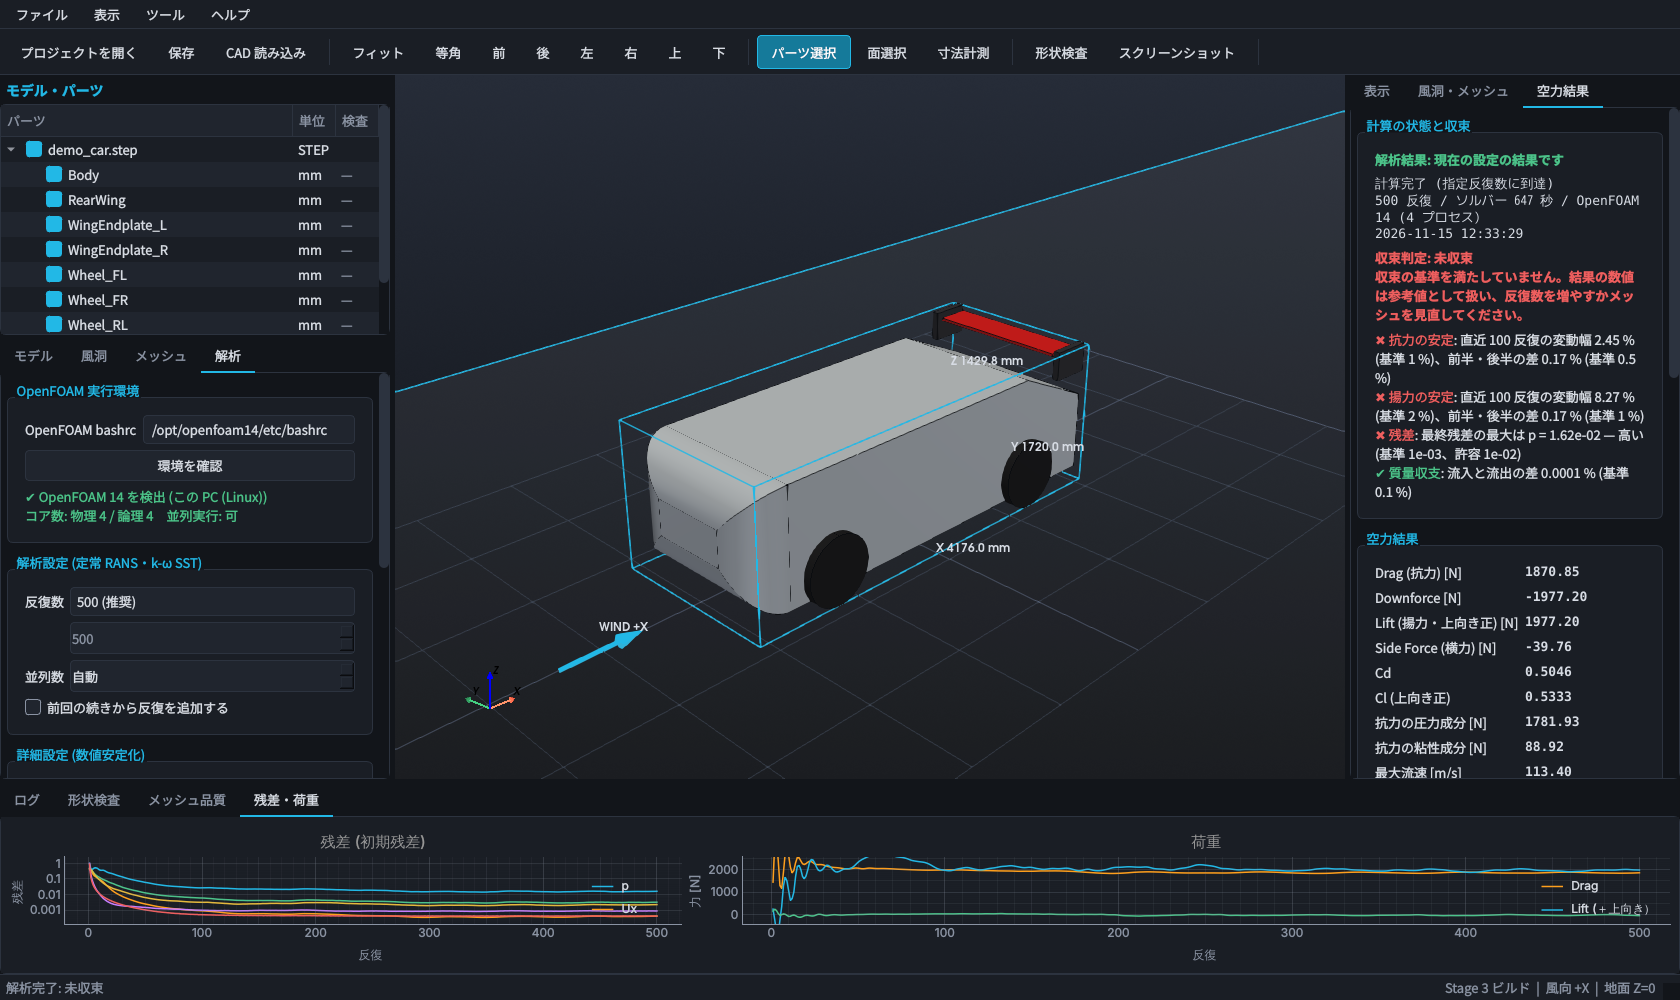 ファイル 表示 ツール ヘルプ
プロジェクトを開く 保存 CAD 読み込み フィット 等角 前 後 左 右 上 下 パーツ選択 面選択 寸法計測 形状検査 スクリーンショット
モデル・パーツ
パーツ 単位 検査
demo_car.step STEP
Body mm —
RearWing mm —
WingEndplate_L mm —
WingEndplate_R mm —
Wheel_FL mm —
Wheel_FR mm —
Wheel_RL mm —
モデル 風洞 メッシュ 解析
OpenFOAM 実行環境
OpenFOAM bashrc /opt/openfoam14/etc/bashrc
環境を確認
✔ OpenFOAM 14 を検出 (この PC (Linux))
コア数: 物理 4 / 論理 4 並列実行: 可
解析設定 (定常 RANS・k-ω SST)
反復数 500 (推奨)
500
並列数 自動
前回の続きから反復を追加する
詳細設定 (数値安定化)
Z 1429.8 mm
Y 1720.0 mm
X 4176.0 mm
WIND +X
Z
Y
X
表示 風洞・メッシュ 空力結果
計算の状態と収束
解析結果: 現在の設定の結果です
計算完了 (指定反復数に到達)
500 反復 / ソルバー 647 秒 / OpenFOAM
14 (4 プロセス)
2026-11-15 12:33:29
収束判定: 未収束
収束の基準を満たしていません。結果の数値
は参考値として扱い、反復数を増やすかメッ
シュを見直してください。
✖ 抗力の安定: 直近 100 反復の変動幅 2.45 %
(基準 1 %)、前半・後半の差 0.17 % (基準 0.5
%)
✖ 揚力の安定: 直近 100 反復の変動幅 8.27 %
(基準 2 %)、前半・後半の差 0.17 % (基準 1 %)
✖ 残差: 最終残差の最大は p = 1.62e-02 — 高い
(基準 1e-03、許容 1e-02)
✔ 質量収支: 流入と流出の差 0.0001 % (基準
0.1 %)
空力結果
Drag (抗力) [N] 1870.85
Downforce [N] -1977.20
Lift (揚力・上向き正) [N] 1977.20
Side Force (横力) [N] -39.76
Cd 0.5046
Cl (上向き正) 0.5333
抗力の圧力成分 [N] 1781.93
抗力の粘性成分 [N] 88.92
最大流速 [m/s] 113.40
ログ 形状検査 メッシュ品質 残差・荷重
残差 (初期残差)
残差
1
0.1
0.01
0.001
p
Ux
0 100 200 300 400 500
反復
荷重
力 [N]
2000
1000
0
Drag
Lift (+上向き)
0 100 200 300 400 500
反復
解析完了: 未収束
Stage 3 ビルド | 風向 +X | 地面 Z=0